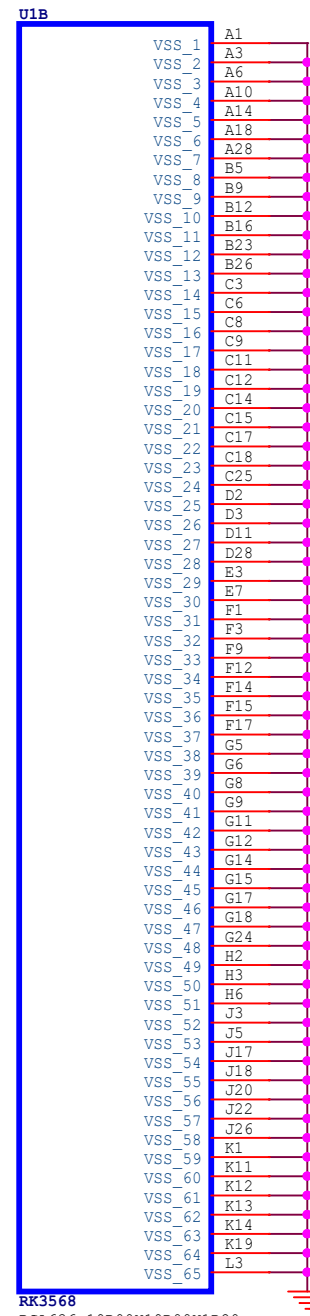 U1B
VSS_1 A1
VSS_2 A3
VSS_3 A6
VSS_4 A10
VSS_5 A14
VSS_6 A18
VSS_7 A28
VSS_8 B5
VSS_9 B9
VSS_10 B12
VSS_11 B16
VSS_12 B23
VSS_13 B26
VSS_14 C3
VSS_15 C6
VSS_16 C8
VSS_17 C9
VSS_18 C11
VSS_19 C12
VSS_20 C14
VSS_21 C15
VSS_22 C17
VSS_23 C18
VSS_24 C25
VSS_25 D2
VSS_26 D3
VSS_27 D11
VSS_28 D28
VSS_29 E3
VSS_30 E7
VSS_31 F1
VSS_32 F3
VSS_33 F9
VSS_34 F12
VSS_35 F14
VSS_36 F15
VSS_37 F17
VSS_38 G5
VSS_39 G6
VSS_40 G8
VSS_41 G9
VSS_42 G11
VSS_43 G12
VSS_44 G14
VSS_45 G15
VSS_46 G17
VSS_47 G18
VSS_48 G24
VSS_49 H2
VSS_50 H3
VSS_51 H6
VSS_52 J3
VSS_53 J5
VSS_54 J17
VSS_55 J18
VSS_56 J20
VSS_57 J22
VSS_58 J26
VSS_59 K1
VSS_60 K11
VSS_61 K12
VSS_62 K13
VSS_63 K14
VSS_64 K19
VSS_65 L3
RK3568